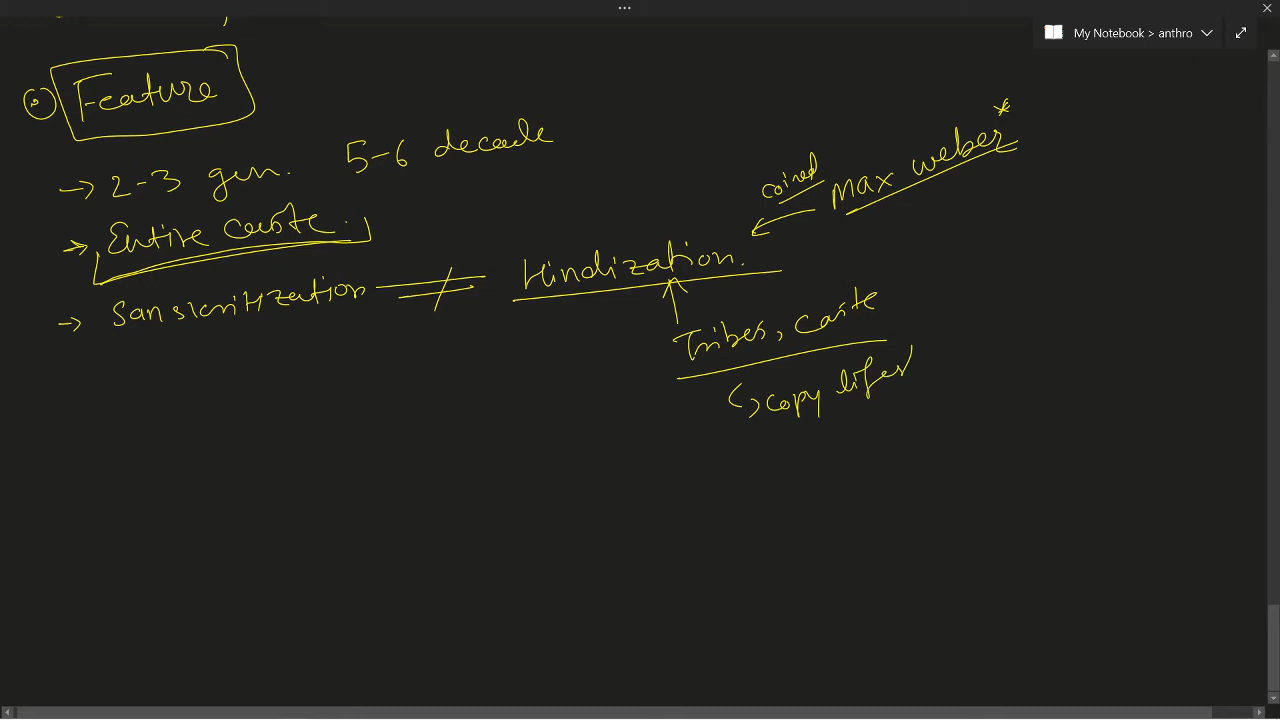 My Notebook > anthro
Feature
→ 2-3 gen. 5-6 decade
→ Entire caste.
→ Sanskritization ≠ Hindization.
coined Max weber*
Tribes, caste
↳ copy lifes